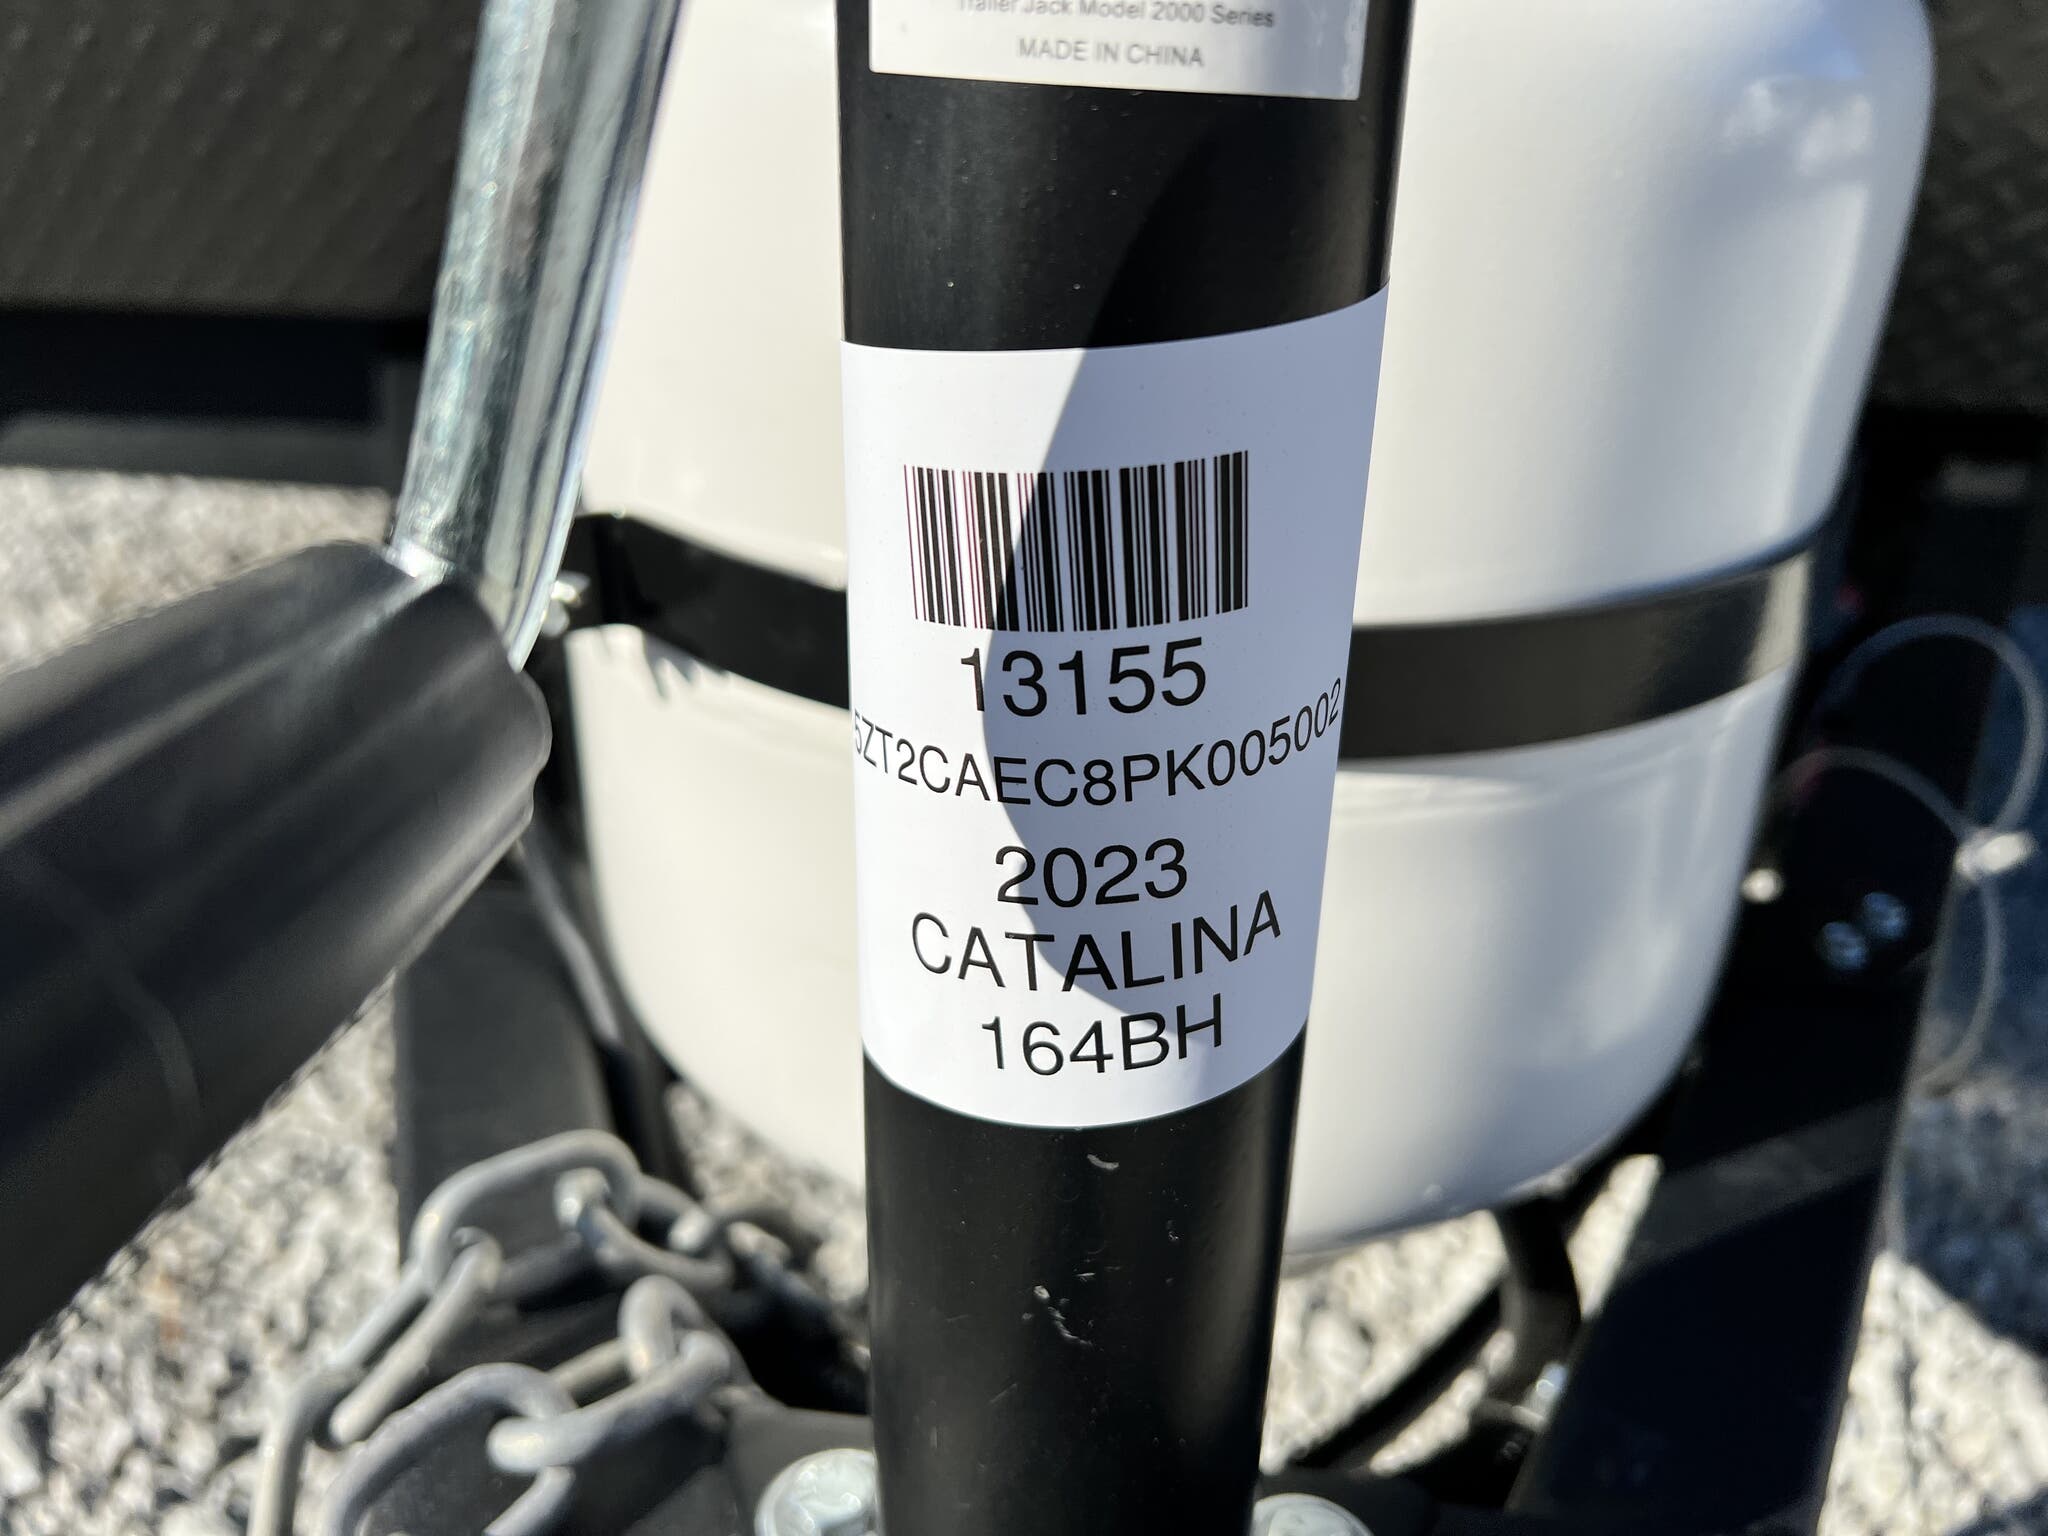 Trailer Jack Model 2000 Series
MADE IN CHINA
13155
5ZT2CAEC8PK005002
2023
CATALINA
164BH